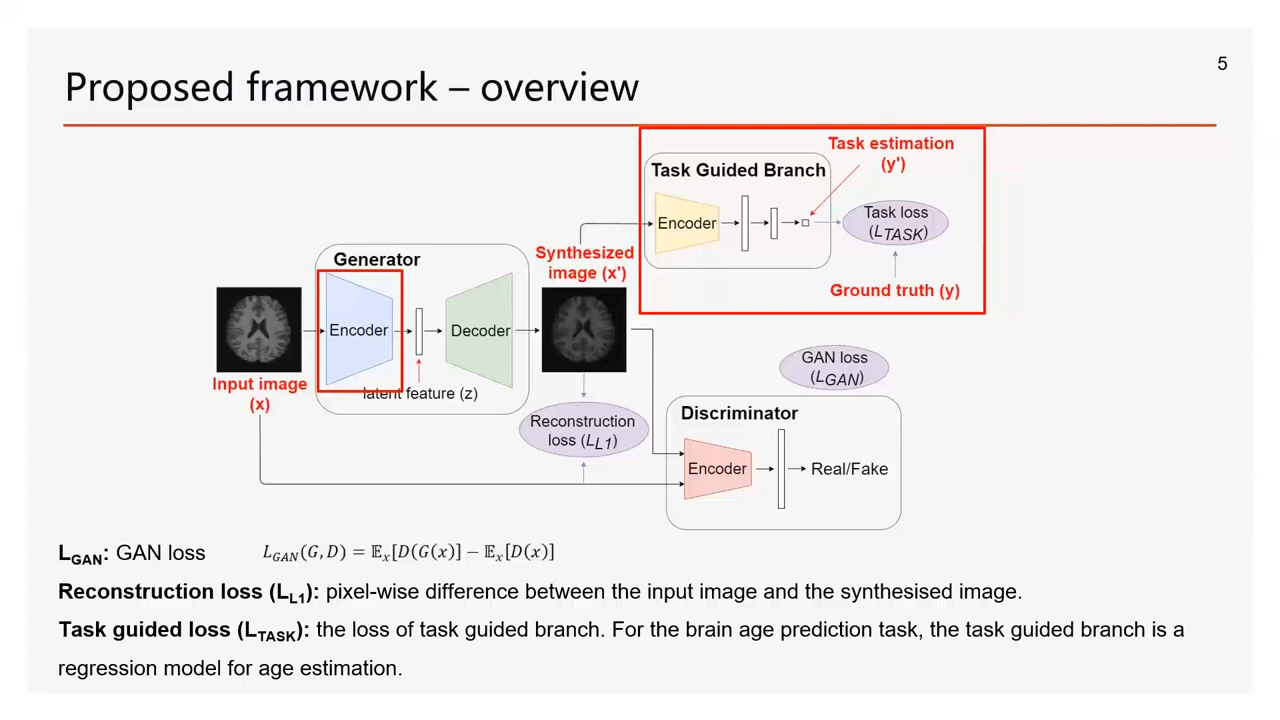 5
Proposed framework – overview
Task estimation
(y')
Task Guided Branch
Encoder
Task loss
(LTASK)
Ground truth (y)
Synthesized
image (x')
Generator
Encoder
Decoder
latent feature (z)
Input image
(x)
Reconstruction
loss (LL1)
GAN loss
(LGAN)
Discriminator
Encoder
Real/Fake
LGAN: GAN loss
LGAN(G, D) = 𝔼x[D(G(x)] − 𝔼x[D(x)]
Reconstruction loss (LL1): pixel-wise difference between the input image and the synthesised image.
Task guided loss (LTASK): the loss of task guided branch. For the brain age prediction task, the task guided branch is a
regression model for age estimation.